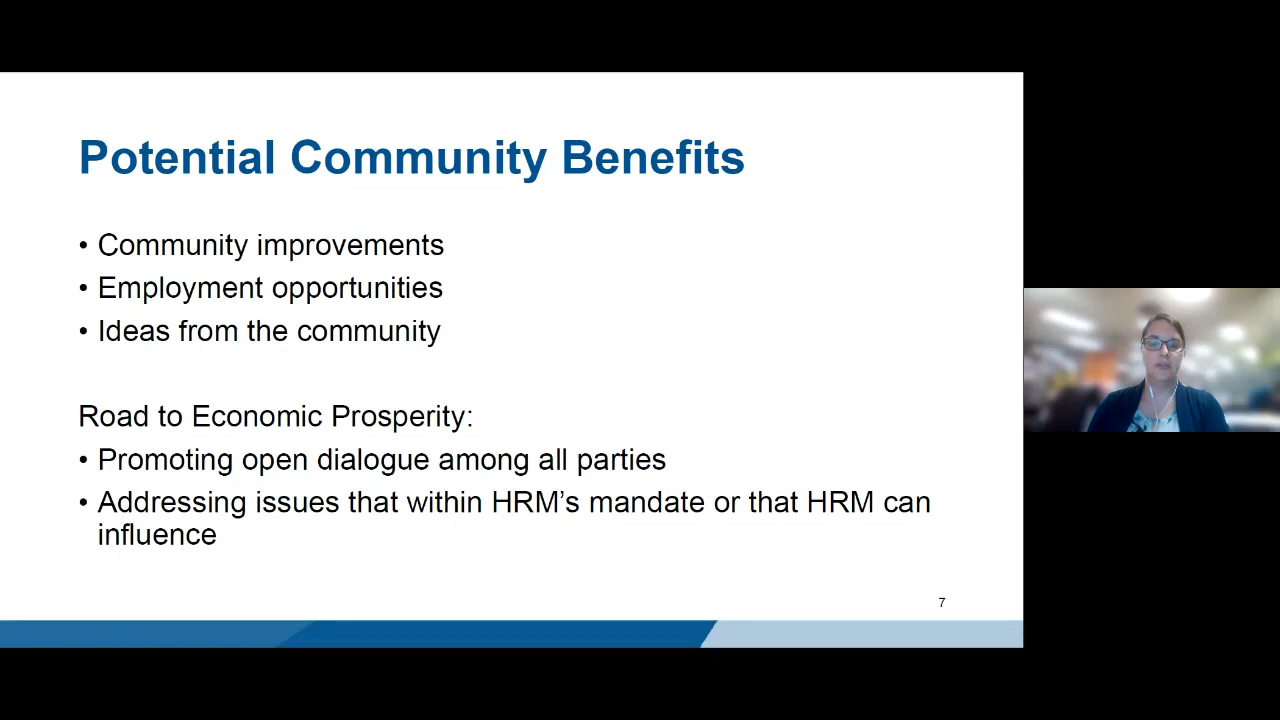 Potential Community Benefits
• Community improvements
• Employment opportunities
• Ideas from the community
Road to Economic Prosperity:
• Promoting open dialogue among all parties
• Addressing issues that within HRM’s mandate or that HRM can
influence
7